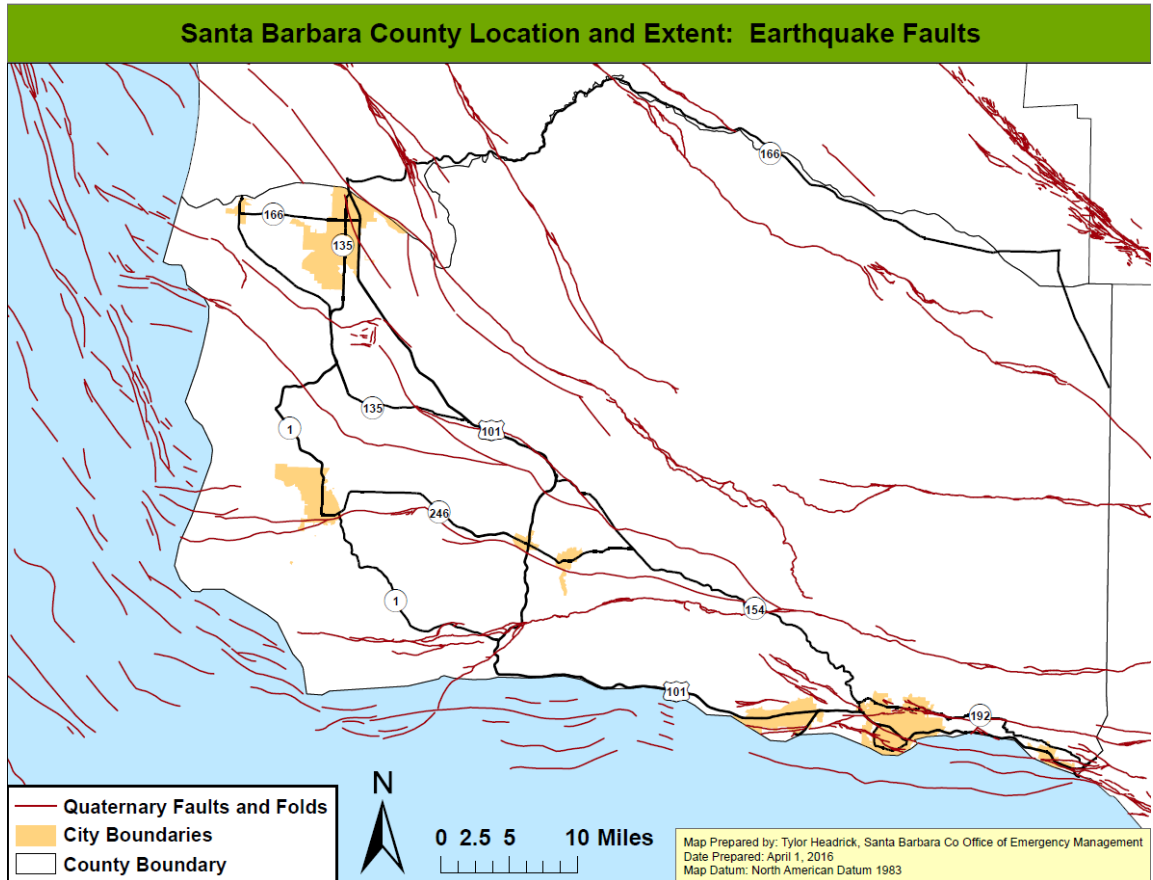 Santa Barbara County Location and Extent: Earthquake Faults
166
166
135
135
101
1
246
1
154
101
192
Quaternary Faults and Folds
City Boundaries
County Boundary
N
0 2.5 5 10 Miles
Map Prepared by: Tylor Headrick, Santa Barbara Co Office of Emergency Management
Date Prepared: April 1, 2016
Map Datum: North American Datum 1983